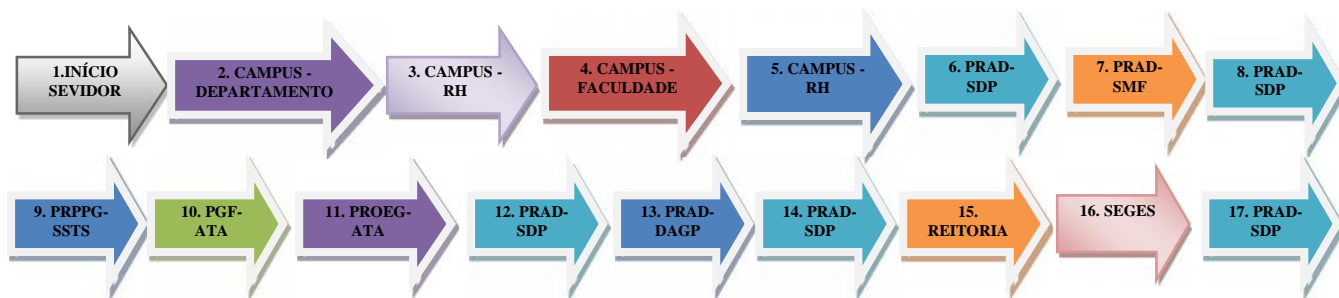 1.INÍCIO
SEVIDOR
2. CAMPUS -
DEPARTAMENTO
3. CAMPUS -
RH
4. CAMPUS -
FACULDADE
5. CAMPUS -
RH
6. PRAD-
SDP
7. PRAD-
SMF
8. PRAD-
SDP
9. PRPPG-
SSTS
10. PGF-
ATA
11. PROEG-
ATA
12. PRAD-
SDP
13. PRAD-
DAGP
14. PRAD-
SDP
15.
REITORIA
16. SEGES
17. PRAD-
SDP